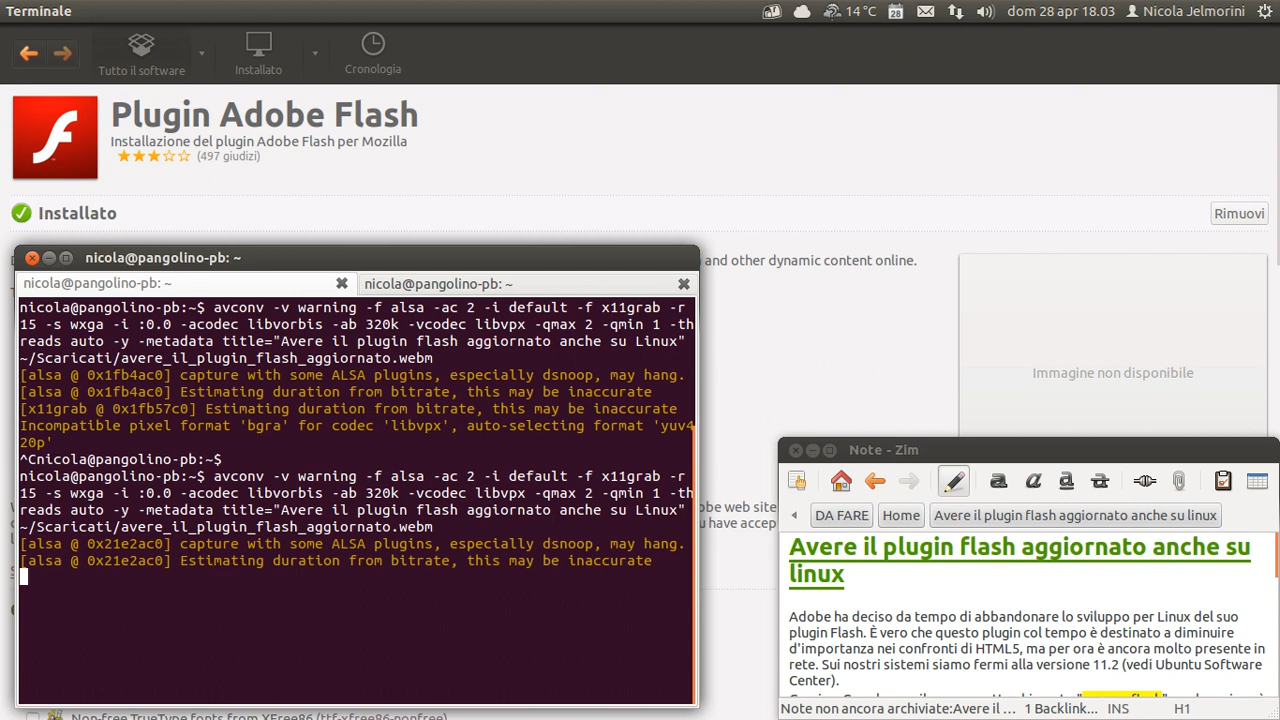 Terminale
14 °C
28
dom 28 apr 18.03
Nicola Jelmorini
Tutto il software
Installato
Cronologia
Plugin Adobe Flash
Installazione del plugin Adobe Flash per Mozilla
(497 giudizi)
Installato
Rimuovi
and other dynamic content online.
Immagine non disponibile
nicola@pangolino-pb: ~
nicola@pangolino-pb: ~
nicola@pangolino-pb: ~
nicola@pangolino-pb:~$ avconv -v warning -f alsa -ac 2 -i default -f x11grab -r
15 -s wxga -i :0.0 -acodec libvorbis -ab 320k -vcodec libvpx -qmax 2 -qmin 1 -th
reads auto -y -metadata title="Avere il plugin flash aggiornato anche su Linux"
~/Scaricati/avere_il_plugin_flash_aggiornato.webm
[alsa @ 0x1fb4ac0] capture with some ALSA plugins, especially dsnoop, may hang.
[alsa @ 0x1fb4ac0] Estimating duration from bitrate, this may be inaccurate
[x11grab @ 0x1fb57c0] Estimating duration from bitrate, this may be inaccurate
Incompatible pixel format 'bgra' for codec 'libvpx', auto-selecting format 'yuv4
20p'
^Cnicola@pangolino-pb:~$
nicola@pangolino-pb:~$ avconv -v warning -f alsa -ac 2 -i default -f x11grab -r
15 -s wxga -i :0.0 -acodec libvorbis -ab 320k -vcodec libvpx -qmax 2 -qmin 1 -th
reads auto -y -metadata title="Avere il plugin flash aggiornato anche su Linux"
~/Scaricati/avere_il_plugin_flash_aggiornato.webm
[alsa @ 0x21e2ac0] capture with some ALSA plugins, especially dsnoop, may hang.
[alsa @ 0x21e2ac0] Estimating duration from bitrate, this may be inaccurate
obe web site
ou have accep
Non-free TrueType fonts from XFree86 (ttf-xfree86-nonfree)
Note - Zim
DA FARE
Home
Avere il plugin flash aggiornato anche su linux
Avere il plugin flash aggiornato anche su
linux
Adobe ha deciso da tempo di abbandonare lo sviluppo per Linux del suo
plugin Flash. È vero che questo plugin col tempo è destinato a diminuire
d'importanza nei confronti di HTML5, ma per ora è ancora molto presente in
rete. Sui nostri sistemi siamo fermi alla versione 11.2 (vedi Ubuntu Software
Center).
Note non ancora archiviate:Avere il ...
1 Backlink...
INS
H1